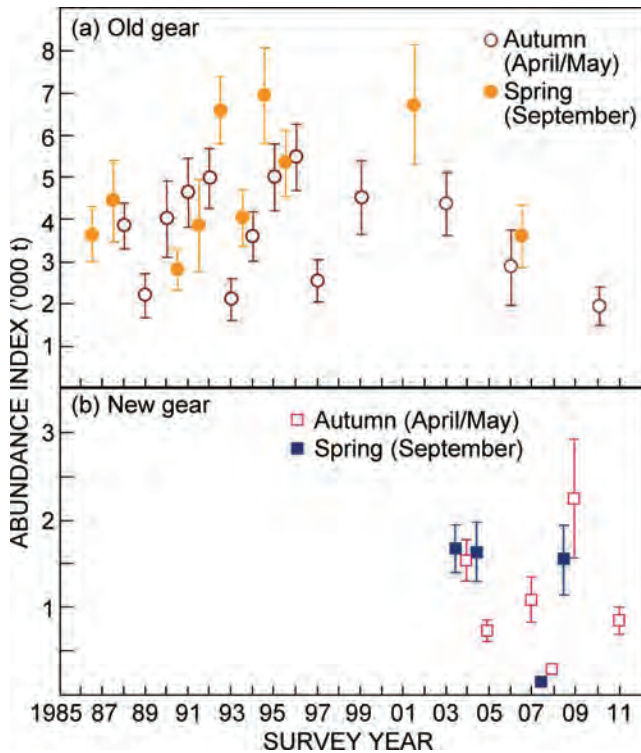 (a) Old gear
Autumn
(April/May)
Spring
(September)
8
7
6
5
4
3
2
1
ABUNDANCE INDEX ('000 t)
(b) New gear
Autumn (April/May)
Spring (September)
3
2
1
1985 87 89 91 93 95 97 99 01 03 05 07 09 11
SURVEY YEAR